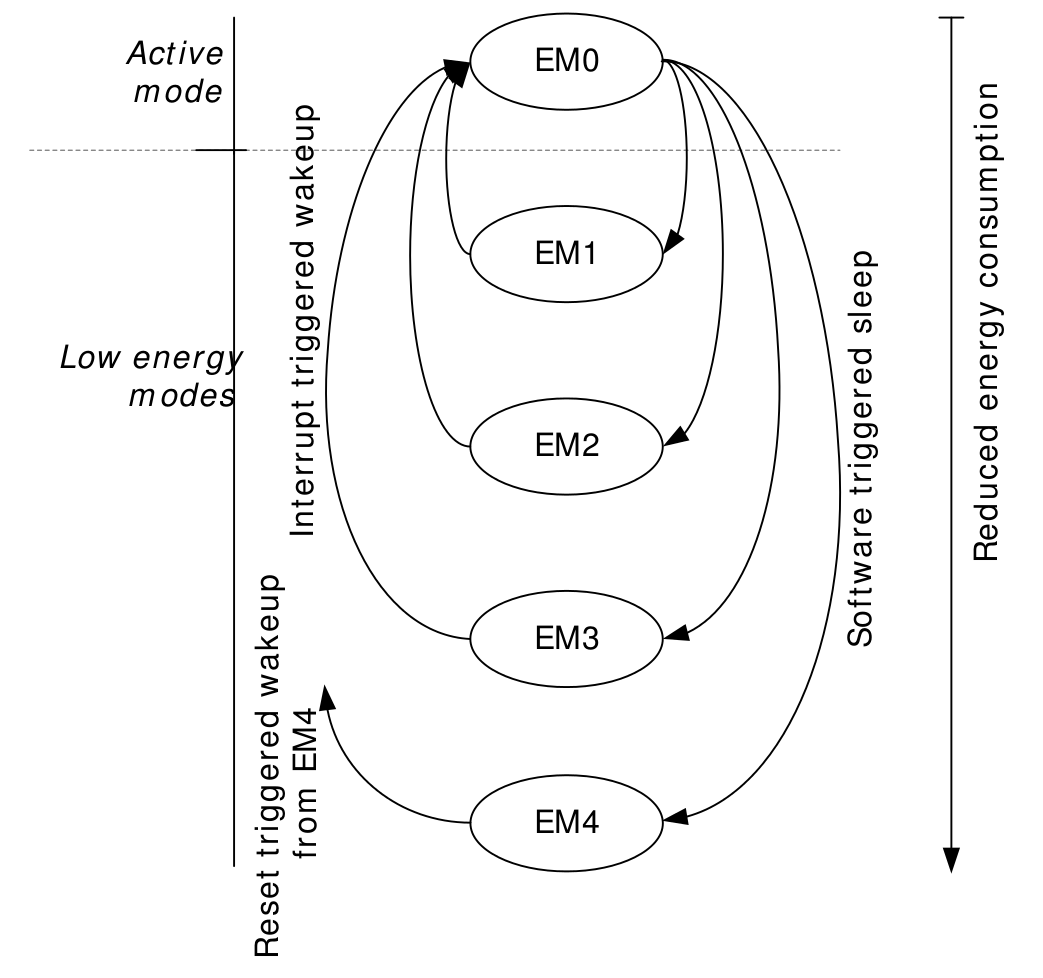 Active
mode
EM0
EM1
Low energy
modes
EM2
EM3
EM4
Interrupt triggered wakeup
Reset triggered wakeup
from EM4
Software triggered sleep
Reduced energy consumption